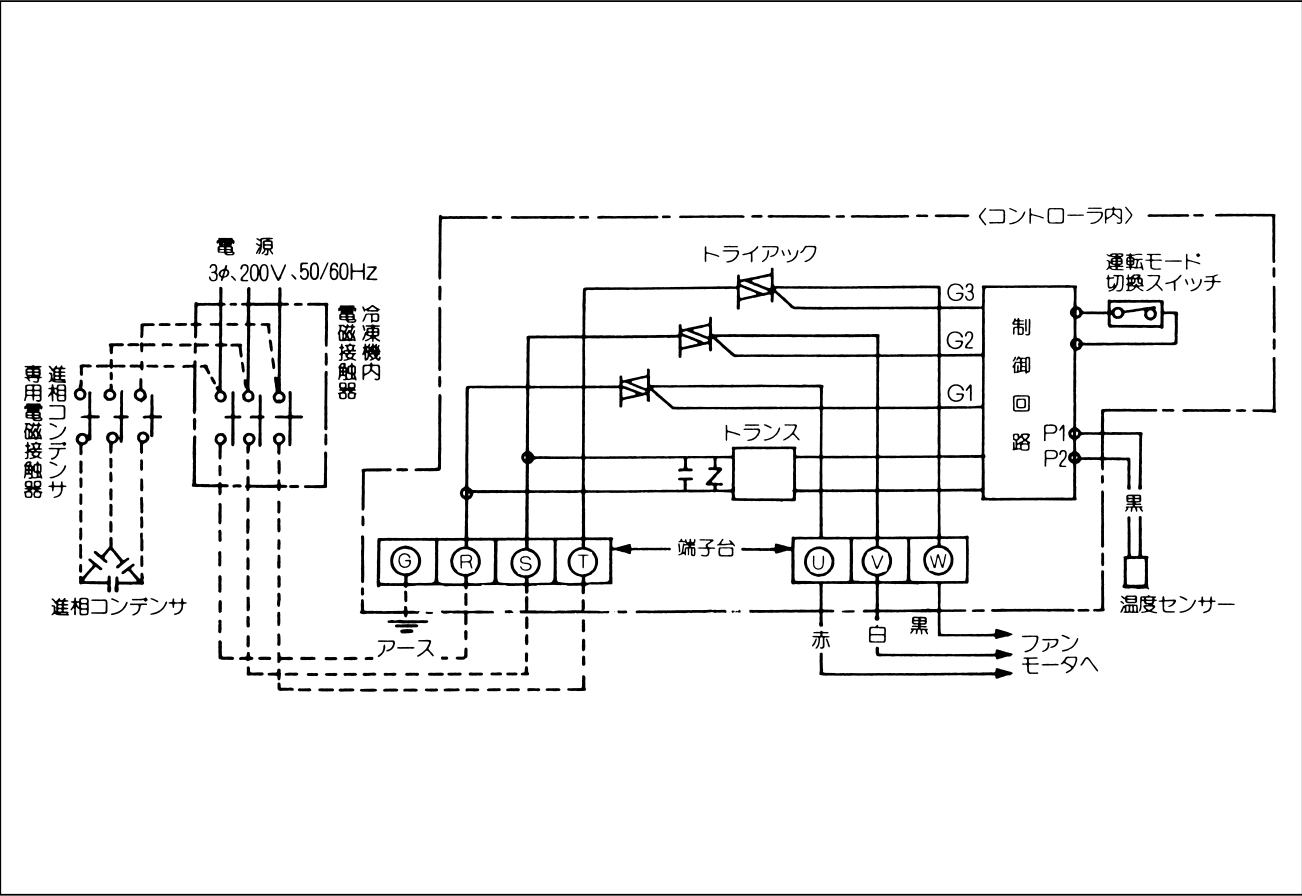 〈コントローラ内〉
電 源
3φ、200V、50/60Hz
トライアック
運転モード
切換スイッチ
G3
G2
G1
制御回路
冷凍機内
電磁接触器
進相コンデンサ
専用電磁接触器
トランス
P1
P2
黒
温度センサー
端子台
G
R
S
T
U
V
W
進相コンデンサ
アース
赤
白
黒
ファン
モータへ